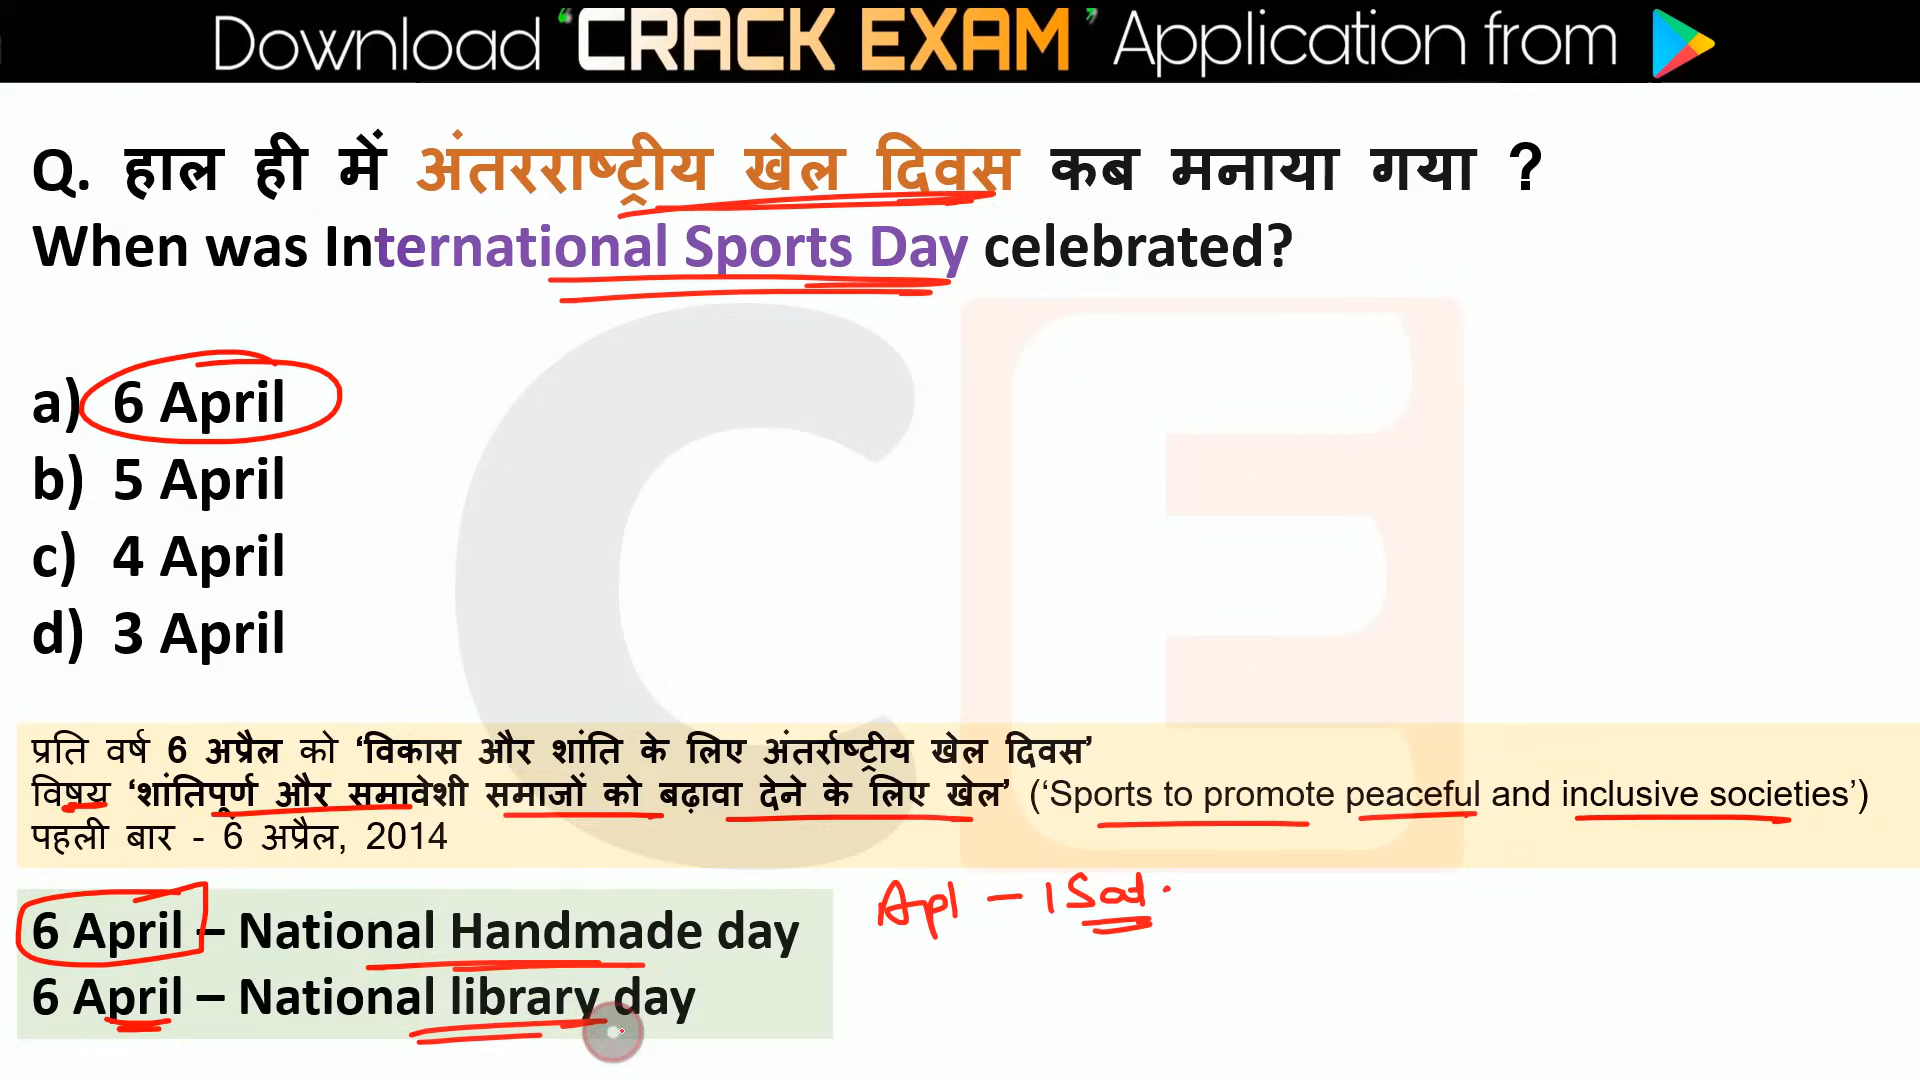 Download ‘CRACK EXAM’ Application from
Q. हाल ही में अंतरराष्ट्रीय खेल दिवस कब मनाया गया ?
When was International Sports Day celebrated?
a) 6 April
b) 5 April
c) 4 April
d) 3 April
प्रति वर्ष 6 अप्रैल को ‘विकास और शांति के लिए अंतर्राष्ट्रीय खेल दिवस’
विषय ‘शांतिपूर्ण और समावेशी समाजों को बढ़ावा देने के लिए खेल’ (‘Sports to promote peaceful and inclusive societies’)
पहली बार - 6 अप्रैल, 2014
Apl - 1 Sat.
6 April – National Handmade day
6 April – National library day